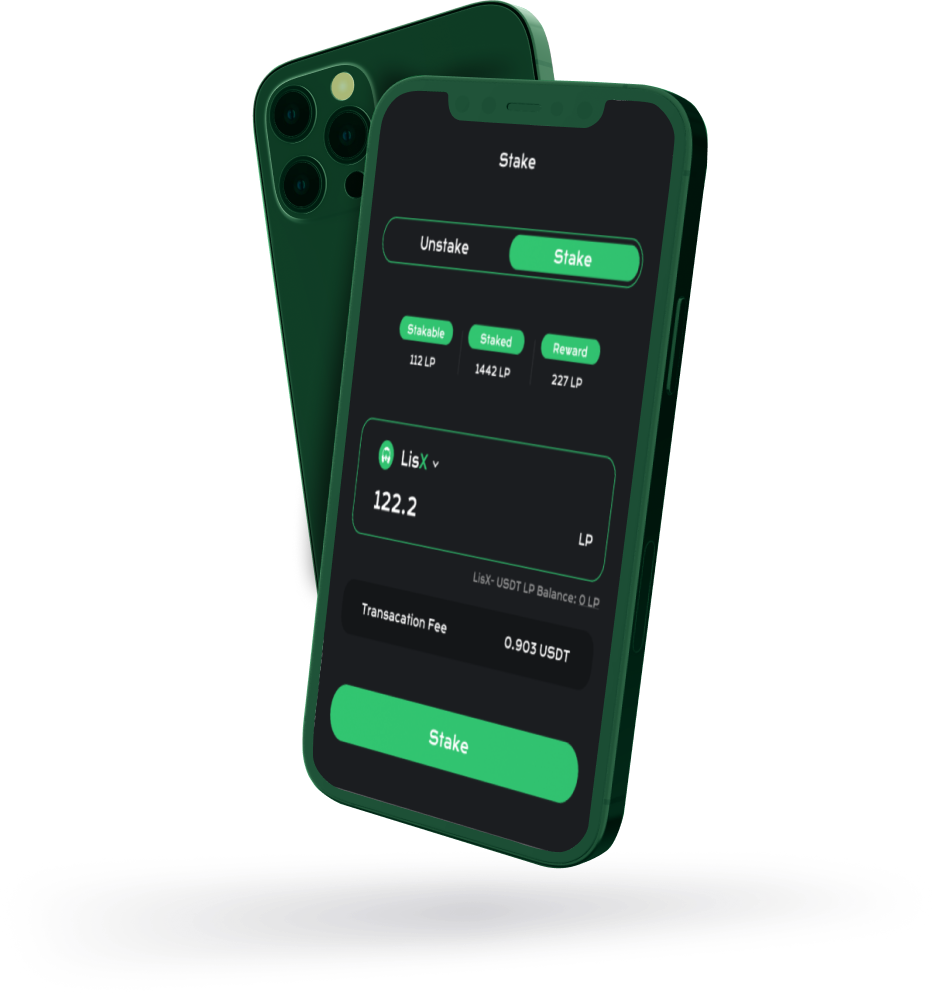 Stake
Unstake Stake
Stakable Staked Reward
112 LP 1442 LP 227 LP
LisX
122.2
LP
LisX- USDT LP Balance: 0 LP
Transacation Fee 0.903 USDT
Stake